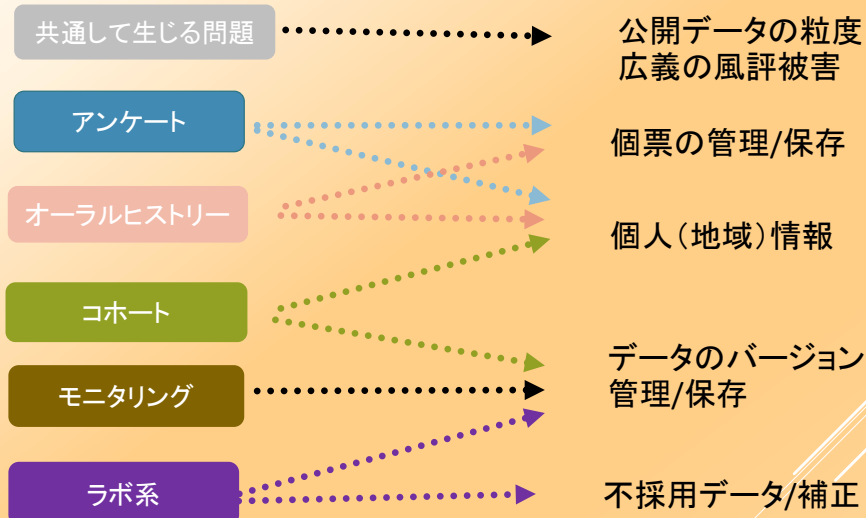 共通して生じる問題
公開データの粒度
広義の風評被害
アンケート
個票の管理/保存
オーラルヒストリー
個人（地域）情報
コホート
データのバージョン
管理/保存
モニタリング
ラボ系
不採用データ/補正